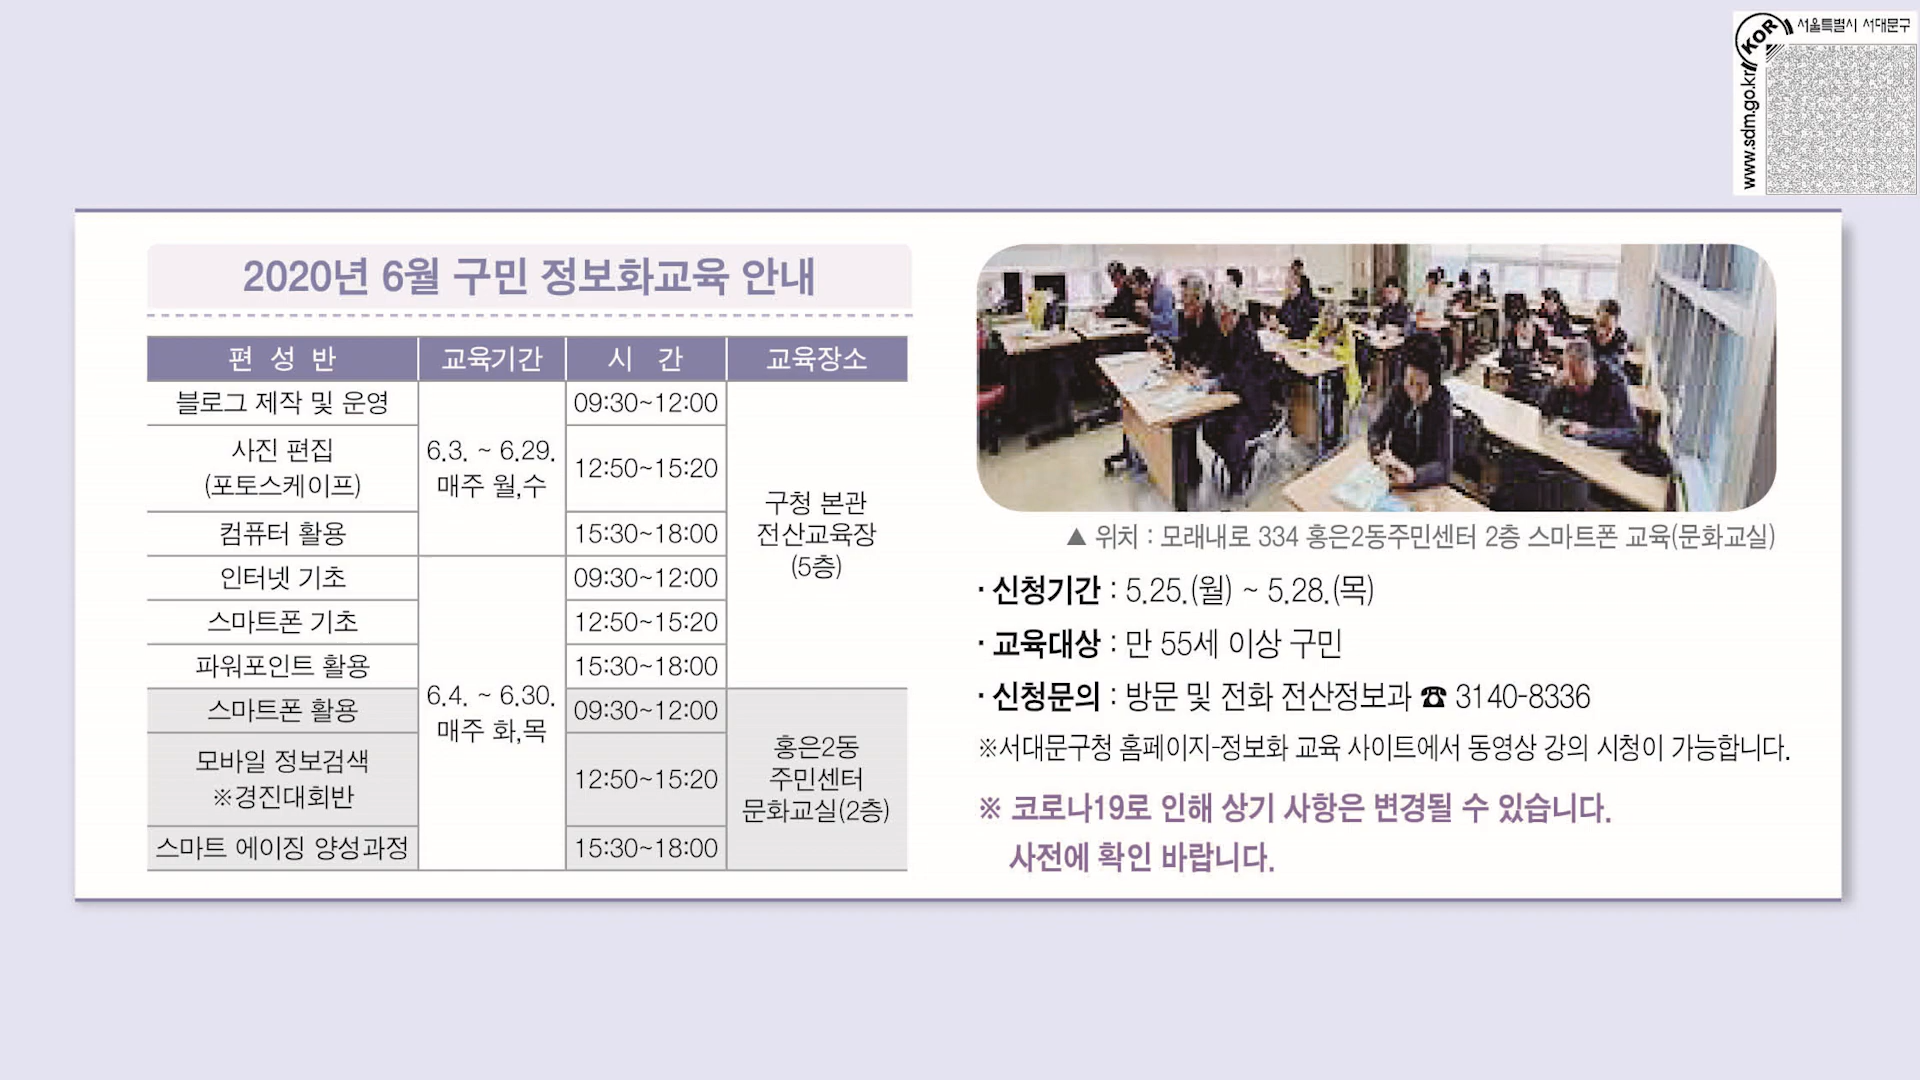 서울특별시 서대문구
KOR
www.sdm.go.kr
2020년 6월 구민 정보화교육 안내
편 성 반 교육기간 시 간 교육장소
블로그 제작 및 운영 09:30~12:00
사진 편집
(포토스케이프) 12:50~15:20
6.3. ~ 6.29.
매주 월,수
컴퓨터 활용 15:30~18:00
구청 본관
전산교육장
(5층)
인터넷 기초 09:30~12:00
스마트폰 기초 12:50~15:20
파워포인트 활용 15:30~18:00
6.4. ~ 6.30.
매주 화,목
스마트폰 활용 09:30~12:00
모바일 정보검색
※경진대회반 12:50~15:20
홍은2동
주민센터
문화교실(2층)
스마트 에이징 양성과정 15:30~18:00
▲ 위치 : 모래내로 334 홍은2동주민센터 2층 스마트폰 교육(문화교실)
· 신청기간 : 5.25.(월) ~ 5.28.(목)
· 교육대상 : 만 55세 이상 구민
· 신청문의 : 방문 및 전화 전산정보과 ☎ 3140-8336
※서대문구청 홈페이지-정보화 교육 사이트에서 동영상 강의 시청이 가능합니다.
※ 코로나19로 인해 상기 사항은 변경될 수 있습니다.
사전에 확인 바랍니다.